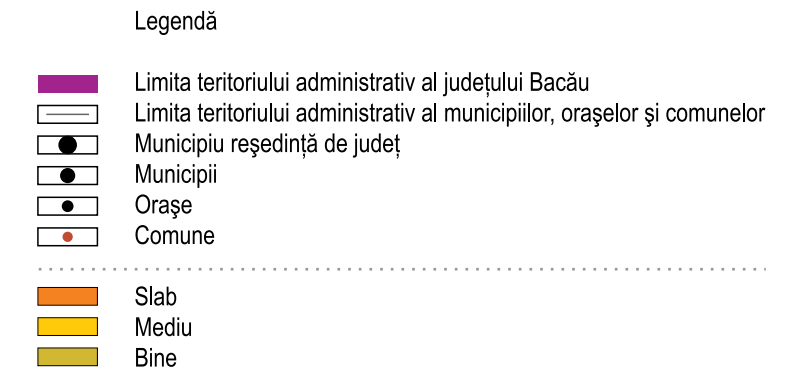 Legendă
Limita teritoriului administrativ al județului Bacău
Limita teritoriului administrativ al municipiilor, oraşelor şi comunelor
Municipiu reşedință de județ
Municipii
Oraşe
Comune
Slab
Mediu
Bine